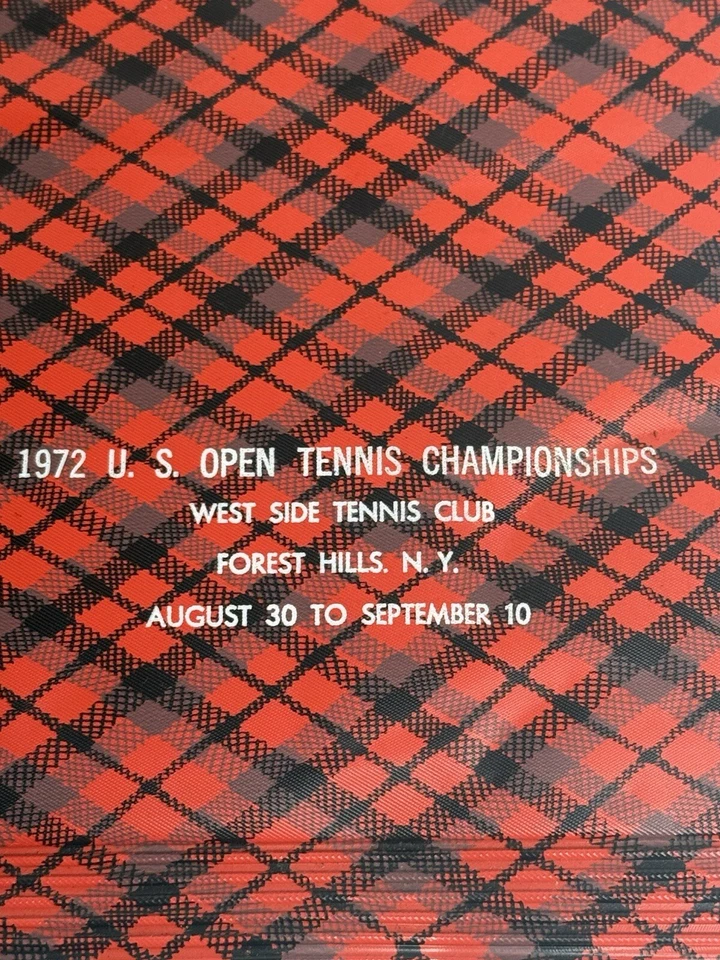 1972 U. S. OPEN TENNIS CHAMPIONSHIPS
WEST SIDE TENNIS CLUB
FOREST HILLS. N. Y.
AUGUST 30 TO SEPTEMBER 10